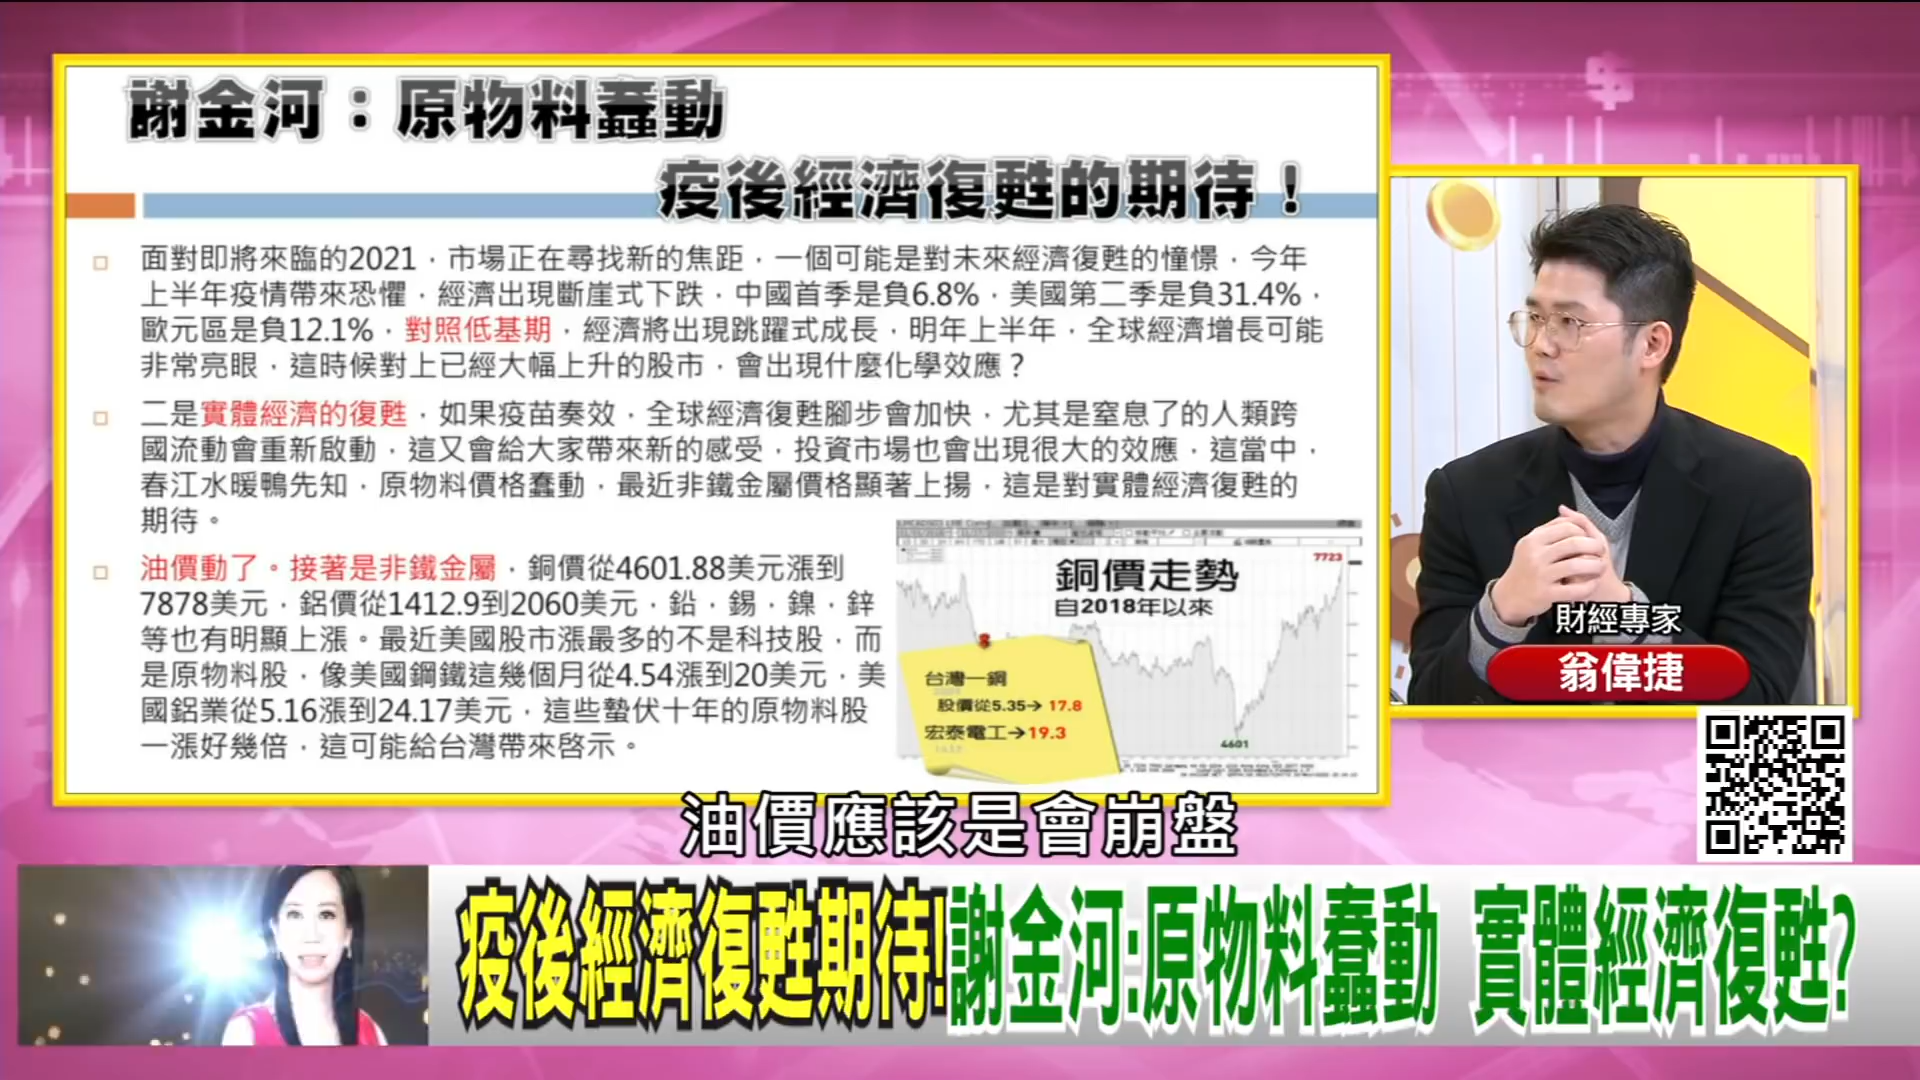 謝金河：原物料蠢動
疫後經濟復甦的期待！
面對即將來臨的2021，市場正在尋找新的焦距，一個可能是對未來經濟復甦的憧憬，今年
上半年疫情帶來恐懼，經濟出現斷崖式下跌，中國首季是負6.8%，美國第二季是負31.4%，
歐元區是負12.1%，對照低基期，經濟將出現跳躍式成長，明年上半年，全球經濟增長可能
非常亮眼，這時候對上已經大幅上升的股市，會出現什麼化學效應？
二是實體經濟的復甦，如果疫苗奏效，全球經濟復甦腳步會加快，尤其是窒息了的人類跨
國流動會重新啟動，這又會給大家帶來新的感受，投資市場也會出現很大的效應，這當中，
春江水暖鴨先知，原物料價格蠢動，最近非鐵金屬價格顯著上揚，這是對實體經濟復甦的
期待。
油價動了。接著是非鐵金屬，銅價從4601.88美元漲到
7878美元，鋁價從1412.9到2060美元，鉛，錫，鎳，鋅
等也有明顯上漲。最近美國股市漲最多的不是科技股，而
是原物料股，像美國鋼鐵這幾個月從4.54漲到20美元，美
國鋁業從5.16漲到24.17美元，這些蟄伏十年的原物料股
一漲好幾倍，這可能給台灣帶來啓示。
銅價走勢
自2018年以來
7723
4601
台灣一銅
股價從5.35→17.8
宏泰電工→19.3
財經專家
翁偉捷
油價應該是會崩盤
疫後經濟復甦期待!謝金河:原物料蠢動 實體經濟復甦?